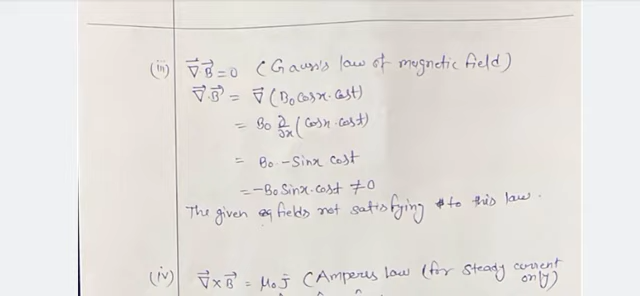 (iii) ∇⃗.B⃗ = 0 (Gauss's law of magnetic field)
∇⃗.B⃗ = ∇⃗ (B₀ cosx. cost)
= B₀ ∂/∂x (cosx. cost)
= B₀ - Sinx cost
= -B₀ Sinx. cost ≠ 0
The given fields not satisfying to this law.
(iv) ∇⃗×B⃗ = μ₀ J⃗ (Amperes law (for steady current only)